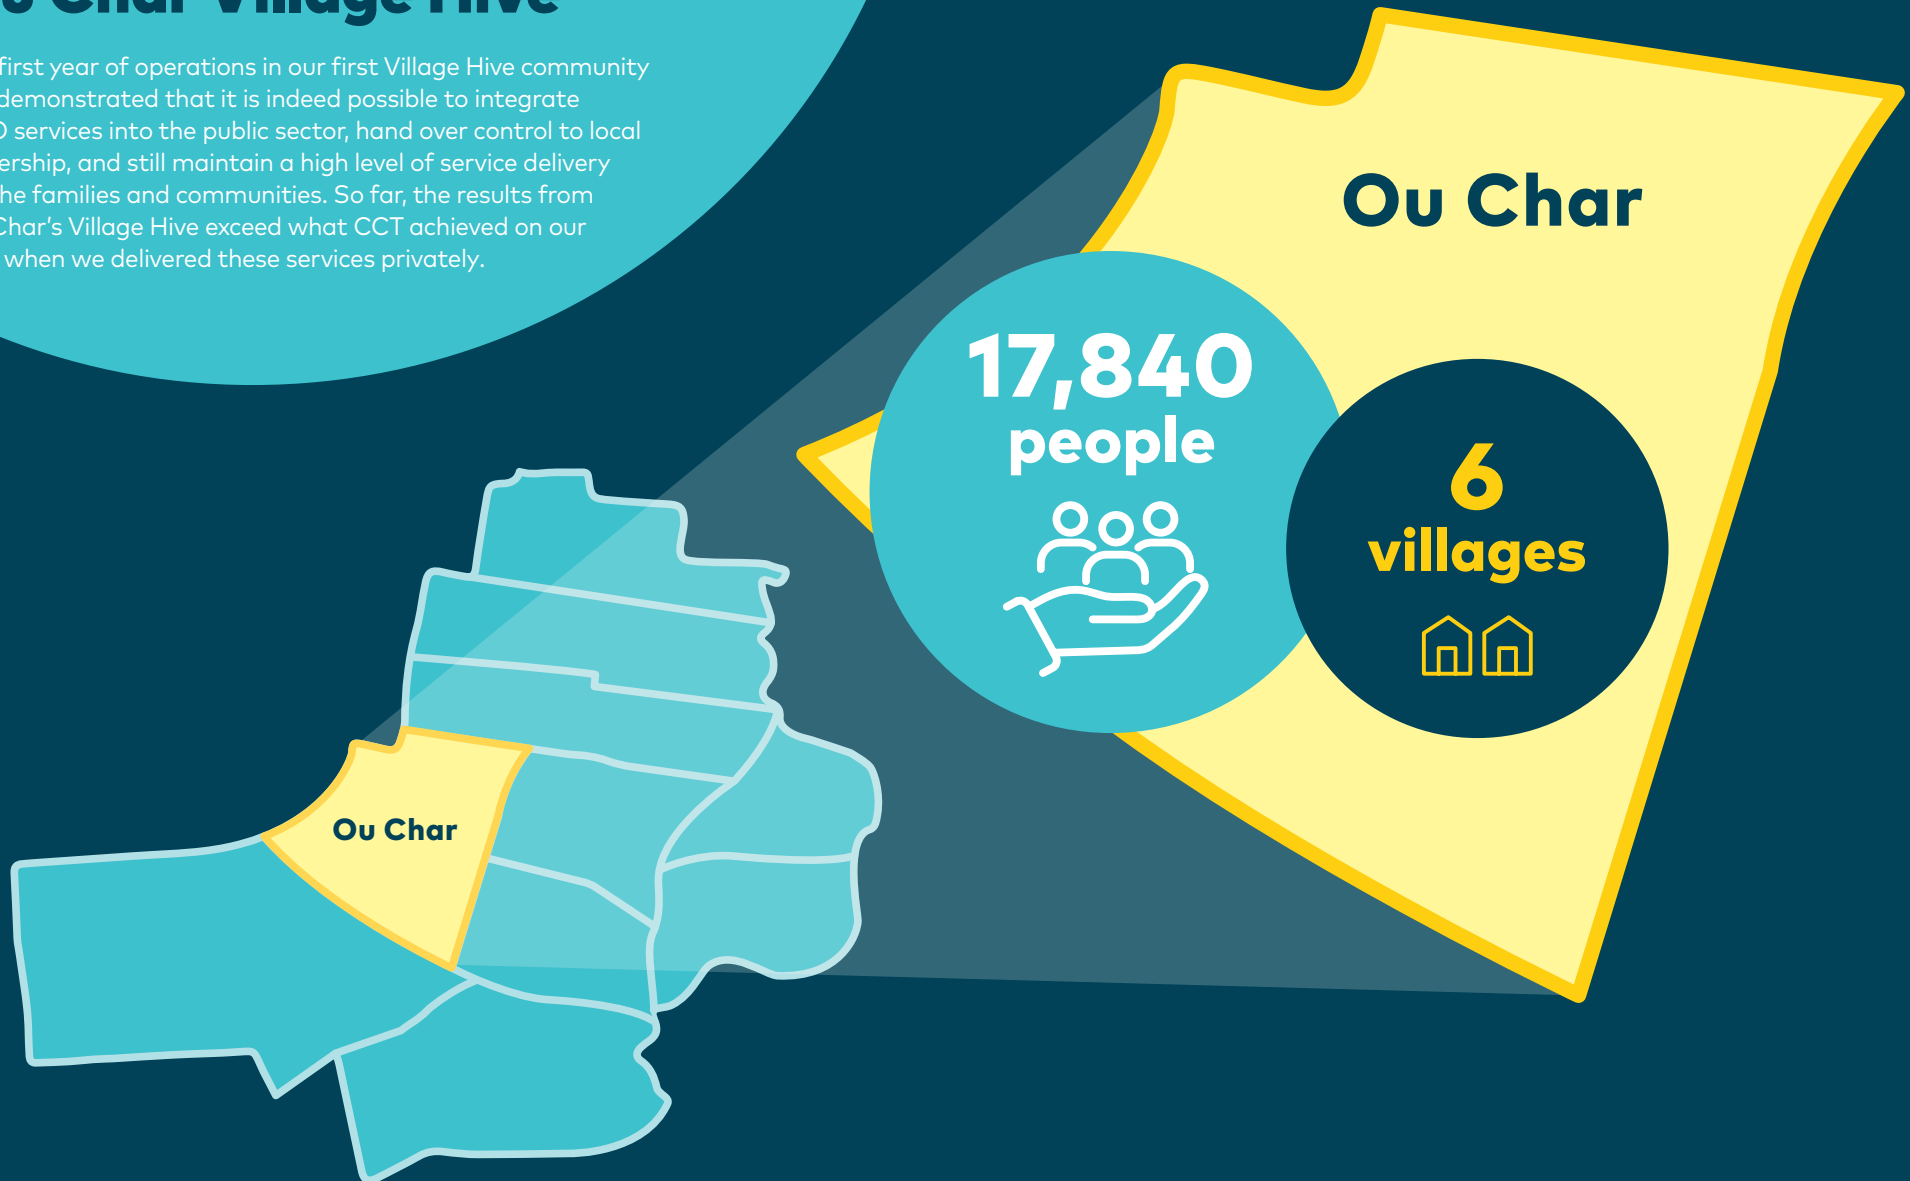 Char Village Hive
first year of operations in our first Village Hive community
demonstrated that it is indeed possible to integrate
services into the public sector, hand over control to local
ership, and still maintain a high level of service delivery
he families and communities. So far, the results from
Char's Village Hive exceed what CCT achieved on our
when we delivered these services privately.
Ou Char
17,840
people
6
villages
Ou Char